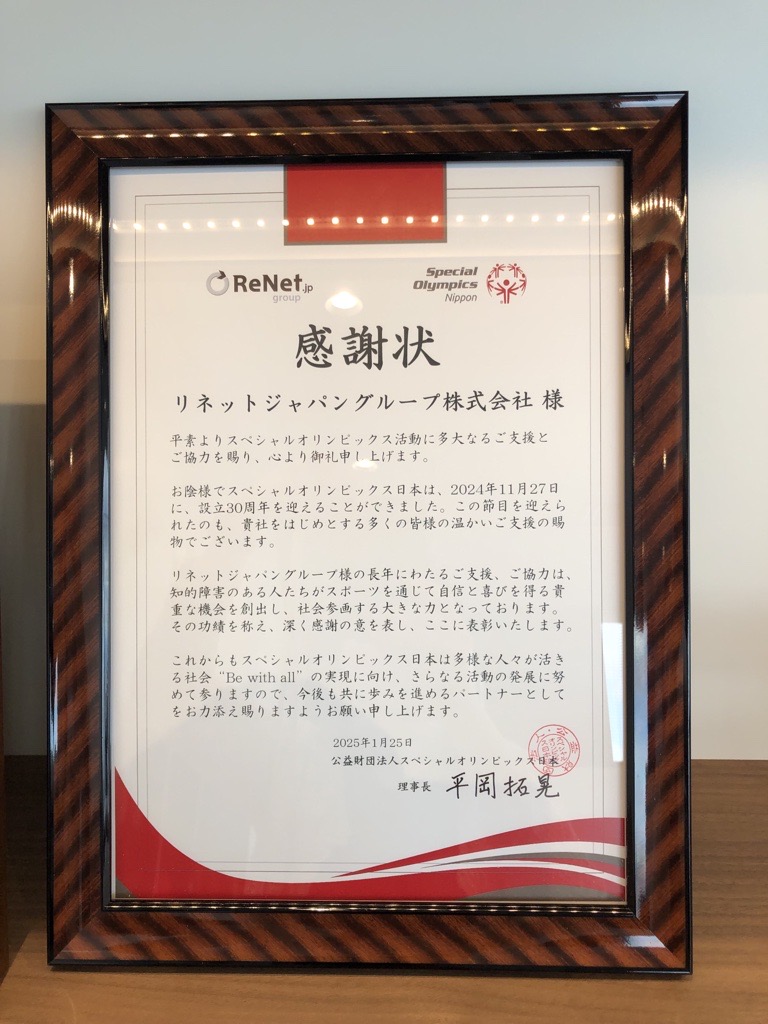 ReNet.jp
group
Special
Olympics
Nippon
感謝状
リネットジャパングループ株式会社 様
平素よりスペシャルオリンピックス活動に多大なるご支援と
ご協力を賜り、心より御礼申し上げます。
お陰様でスペシャルオリンピックス日本は、2024年11月27日
に、設立30周年を迎えることができました。この節目を迎えら
れたのも、貴社をはじめとする多くの皆様の温かいご支援の賜
物でございます。
リネットジャパングループ様の長年にわたるご支援、ご協力は、
知的障害のある人たちがスポーツを通じて自信と喜びを得る貴
重な機会を創出し、社会参画する大きな力となっております。
その功績を称え、深く感謝の意を表し、ここに表彰いたします。
これからもスペシャルオリンピックス日本は多様な人々が活き
る社会“Be with all”の実現に向け、さらなる活動の発展に努
めて参りますので、今後も共に歩みを進めるパートナーとして
をお力添え賜りますようお願い申し上げます。
2025年1月25日
公益財団法人スペシャルオリンピックス日本
理事長 平岡拓晃